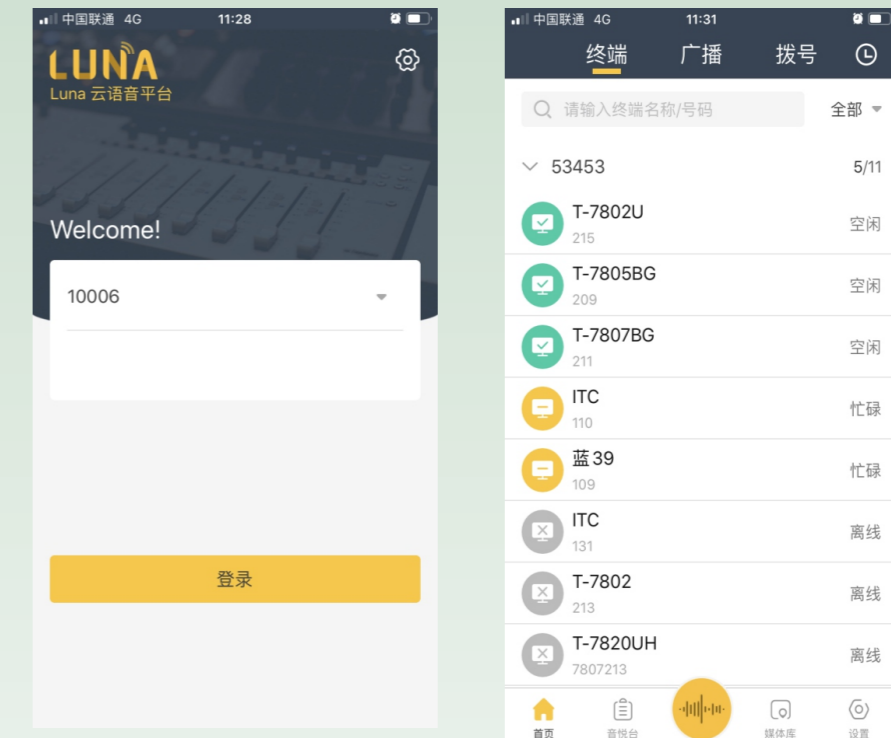 中国联通 4G 11:28
LUNA
Luna 云语音平台
Welcome!
10006
登录
中国联通 4G 11:31
终端 广播 拨号
请输入终端名称/号码 全部
53453 5/11
T-7802U
215 空闲
T-7805BG
209 空闲
T-7807BG
211 空闲
ITC
110 忙碌
蓝39
109 忙碌
ITC
131 离线
T-7802
213 离线
T-7820UH
7807213 离线
首页 音悦台 媒体库 设置